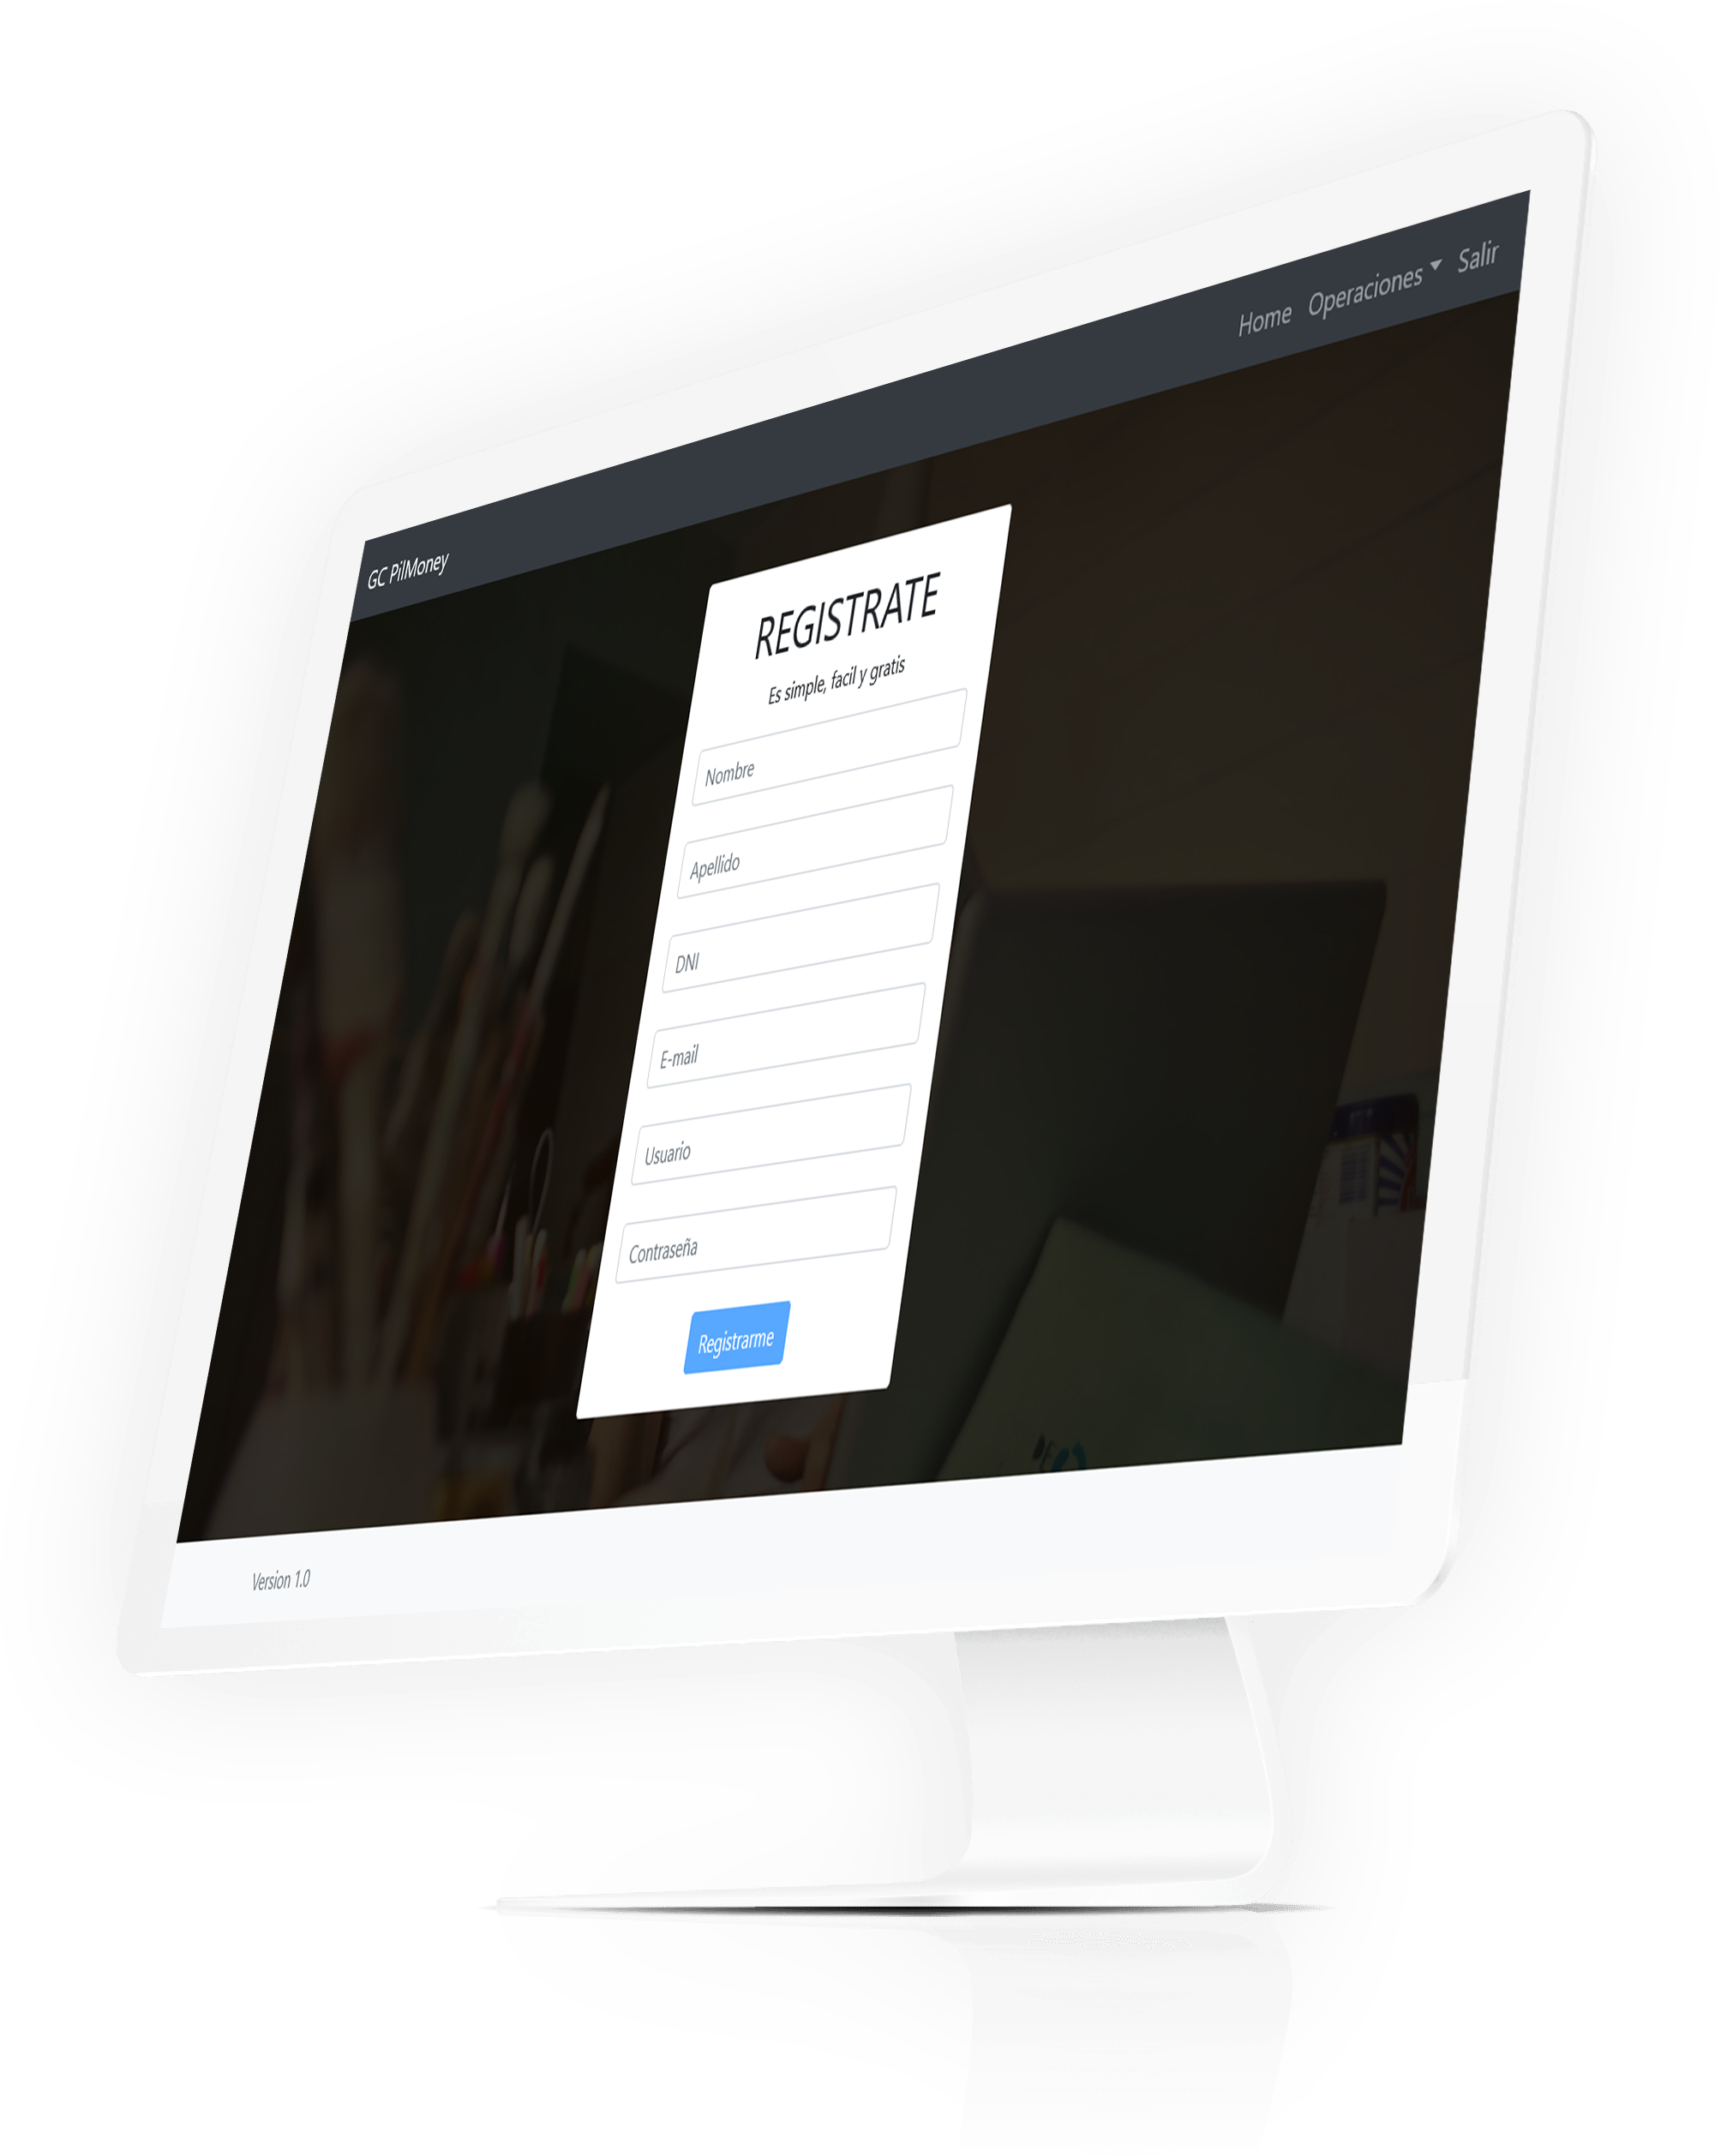 GC PilMoney
Home Operaciones Salir
REGISTRATE
Es simple, facil y gratis
Nombre
Apellido
DNI
E-mail
Usuario
Contraseña
Registrarme
Version 1.0